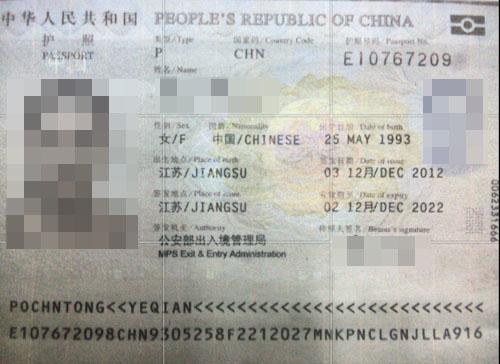 中华人民共和国 PEOPLE'S REPUBLIC OF CHINA
护照 类型/Type 国家码/Country Code 护照号码/Passport No.
PASSPORT P CHN E10767209
姓名/Name
性别/Sex 国籍/Nationality 出生日期/Date of birth
女/F 中国/CHINESE 25 MAY 1993
出生地点/Place of birth 签发日期/Date of issue
江苏/JIANGSU 03 12月/DEC 2012
签发地点/Place of issue 有效期至/Date of expiry
江苏/JIANGSU 02 12月/DEC 2022
签发机关/Authority 持照人签名/Bearer's signature
公安部出入境管理局
MPS Exit & Entry Administration
POCHNTONG<<YEQIAN<<<<<<<<<<<<<<<<<<<<<<<<<<<
E107672098CHN9305258F2212027MNKPNCLGNJLLA916